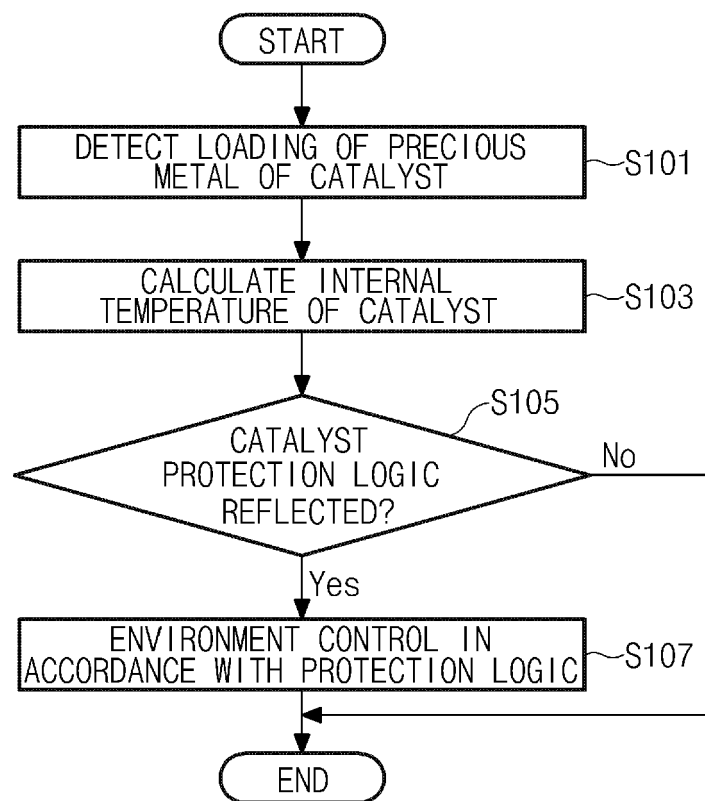 START
DETECT LOADING OF PRECIOUS
METAL OF CATALYST
S101
CALCULATE INTERNAL
TEMPERATURE OF CATALYST
S103
S105
CATALYST
PROTECTION LOGIC
REFLECTED?
No
Yes
ENVIRONMENT CONTROL IN
ACCORDANCE WITH PROTECTION LOGIC
S107
END